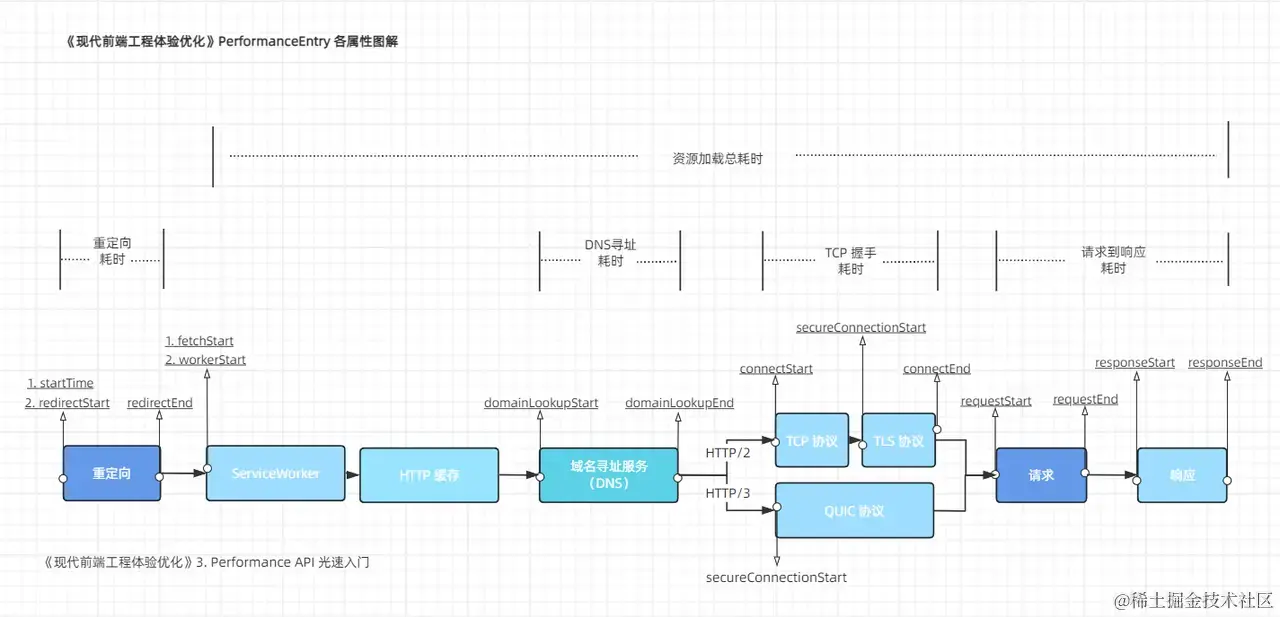 《现代前端工程体验优化》PerformanceEntry 各属性图解
资源加载总耗时
重定向
耗时
DNS寻址
耗时
TCP 握手
耗时
请求到响应
耗时
1. fetchStart
2. workerStart
secureConnectionStart
1. startTime
2. redirectStart
redirectEnd
domainLookupStart
domainLookupEnd
connectStart
connectEnd
requestStart
requestEnd
responseStart
responseEnd
重定向
ServiceWorker
HTTP 缓存
域名寻址服务
（DNS）
HTTP/2
HTTP/3
TCP 协议
TLS 协议
QUIC 协议
请求
响应
secureConnectionStart
《现代前端工程体验优化》3. Performance API 光速入门
@稀土掘金技术社区